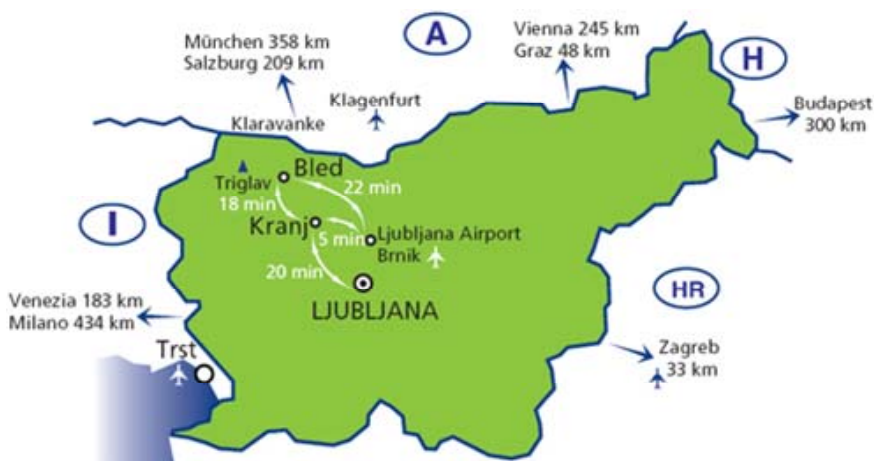 A
München 358 km
Salzburg 209 km
Vienna 245 km
Graz 48 km
H
Klagenfurt
Klaravanke
Budapest
300 km
Bled
Triglav
22 min
18 min
I
Kranj
5 min
Ljubljana Airport
Brnik
20 min
LJUBLJANA
HR
Venezia 183 km
Milano 434 km
Trst
Zagreb
33 km